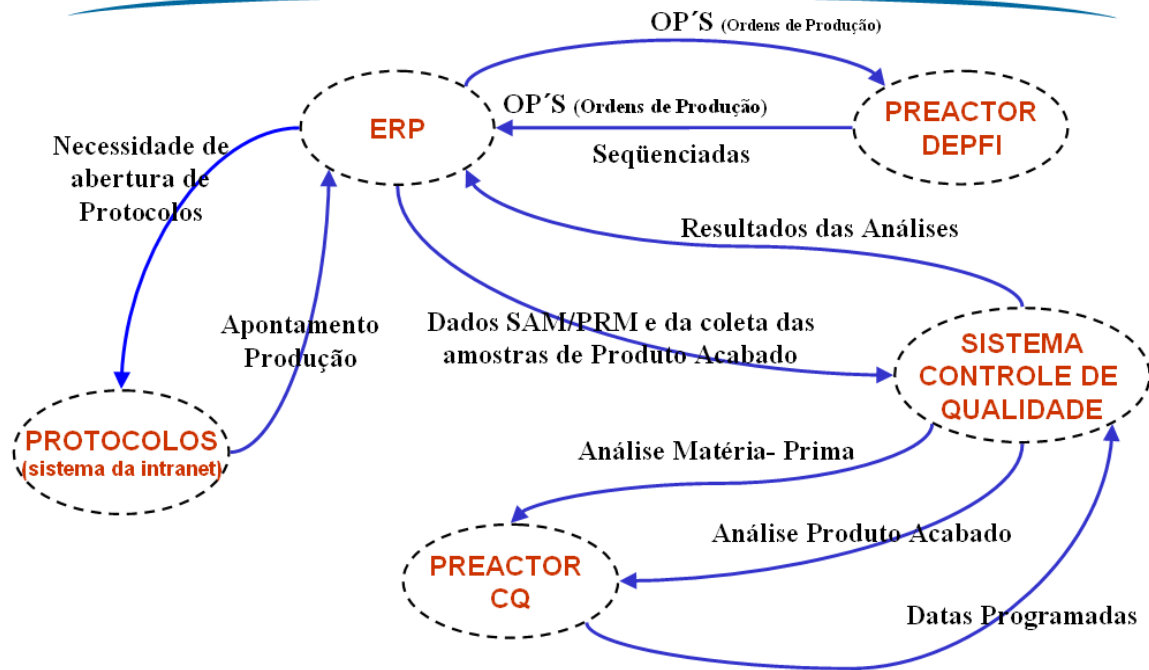 OP´S (Ordens de Produção)
ERP
OP´S (Ordens de Produção)
Seqüenciadas
PREACTOR
DEPFI
Necessidade de
abertura de
Protocolos
Resultados das Análises
Apontamento
Produção
Dados SAM/PRM e da coleta das
amostras de Produto Acabado
SISTEMA
CONTROLE DE
QUALIDADE
PROTOCOLOS
(sistema da intranet)
Análise Matéria- Prima
Análise Produto Acabado
PREACTOR
CQ
Datas Programadas